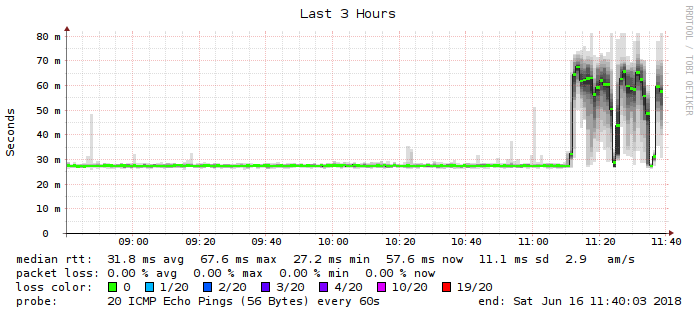 Last 3 Hours
RRDTOOL / TOBI OETIKER
Seconds
80 m
70 m
60 m
50 m
40 m
30 m
20 m
10 m
0
09:00 09:20 09:40 10:00 10:20 10:40 11:00 11:20 11:40
median rtt: 31.8 ms avg 67.6 ms max 27.2 ms min 57.6 ms now 11.1 ms sd 2.9 am/s
packet loss: 0.00 % avg 0.00 % max 0.00 % min 0.00 % now
loss color: 0 1/20 2/20 3/20 4/20 10/20 19/20
probe: 20 ICMP Echo Pings (56 Bytes) every 60s end: Sat Jun 16 11:40:03 2018